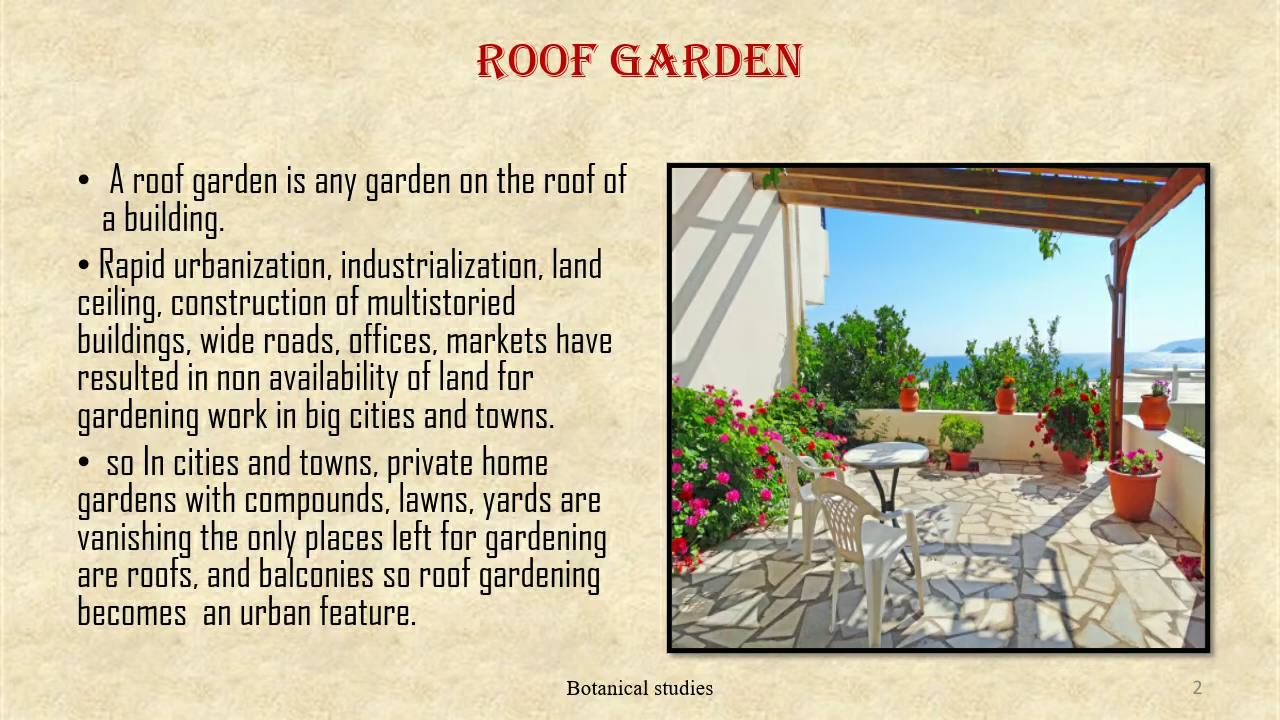 ROOF GARDEN
• A roof garden is any garden on the roof of
a building.
• Rapid urbanization, industrialization, land
ceiling, construction of multistoried
buildings, wide roads, offices, markets have
resulted in non availability of land for
gardening work in big cities and towns.
• so In cities and towns, private home
gardens with compounds, lawns, yards are
vanishing the only places left for gardening
are roofs, and balconies so roof gardening
becomes an urban feature.
Botanical studies
2